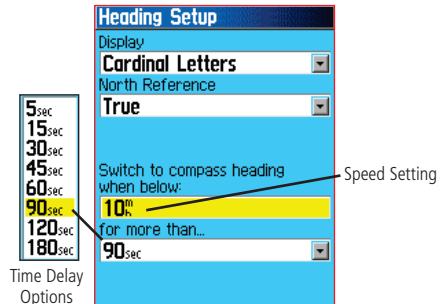 Heading Setup
Display
Cardinal Letters
North Reference
True
Switch to compass heading
when below:
10 m/h
for more than...
90sec
Speed Setting
5sec
15sec
30sec
45sec
60sec
90sec
120sec
180sec
Time Delay
Options